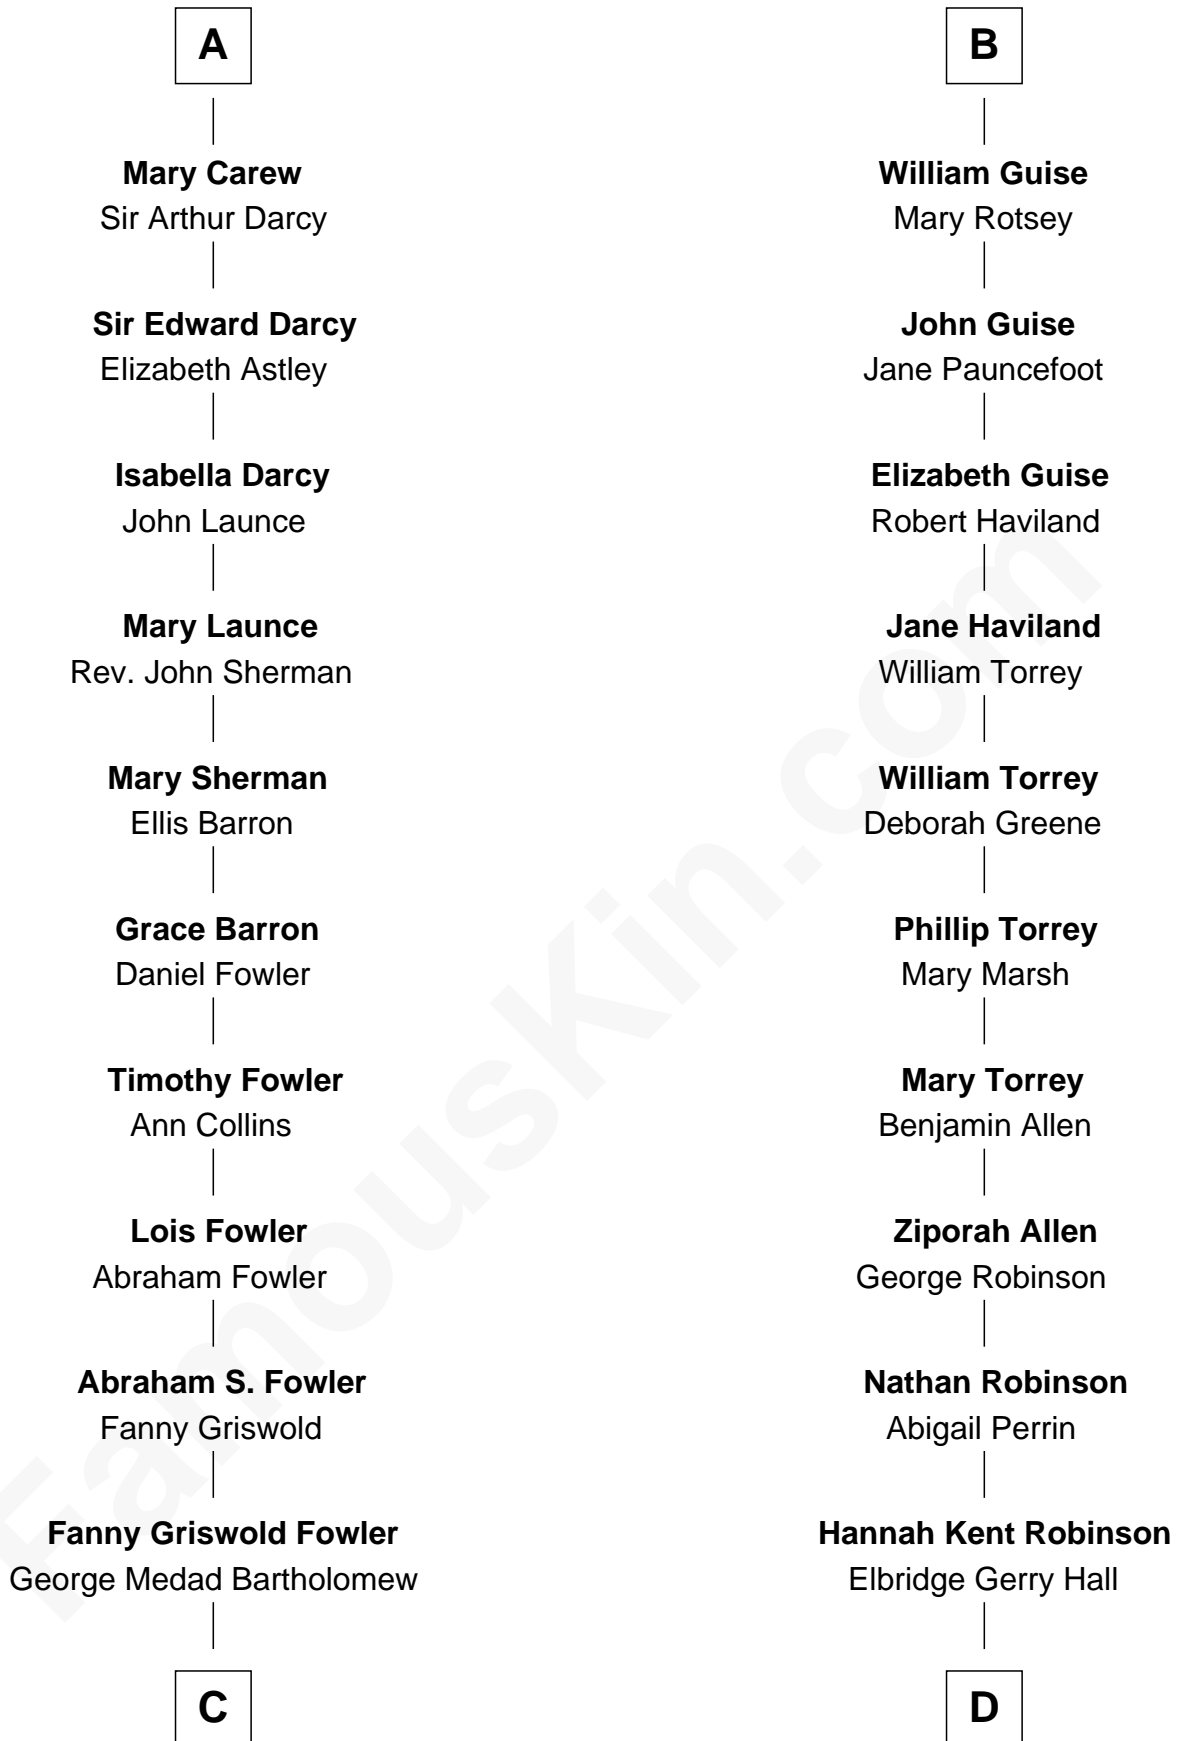 A
Mary Carew
Sir Arthur Darcy
Sir Edward Darcy
Elizabeth Astley
Isabella Darcy
John Launce
Mary Launce
Rev. John Sherman
Mary Sherman
Ellis Barron
Grace Barron
Daniel Fowler
Timothy Fowler
Ann Collins
Lois Fowler
Abraham Fowler
Abraham S. Fowler
Fanny Griswold
Fanny Griswold Fowler
George Medad Bartholomew
C
B
William Guise
Mary Rotsey
John Guise
Jane Pauncefoot
Elizabeth Guise
Robert Haviland
Jane Haviland
William Torrey
William Torrey
Deborah Greene
Phillip Torrey
Mary Marsh
Mary Torrey
Benjamin Allen
Ziporah Allen
George Robinson
Nathan Robinson
Abigail Perrin
Hannah Kent Robinson
Elbridge Gerry Hall
D
FamousKin.com